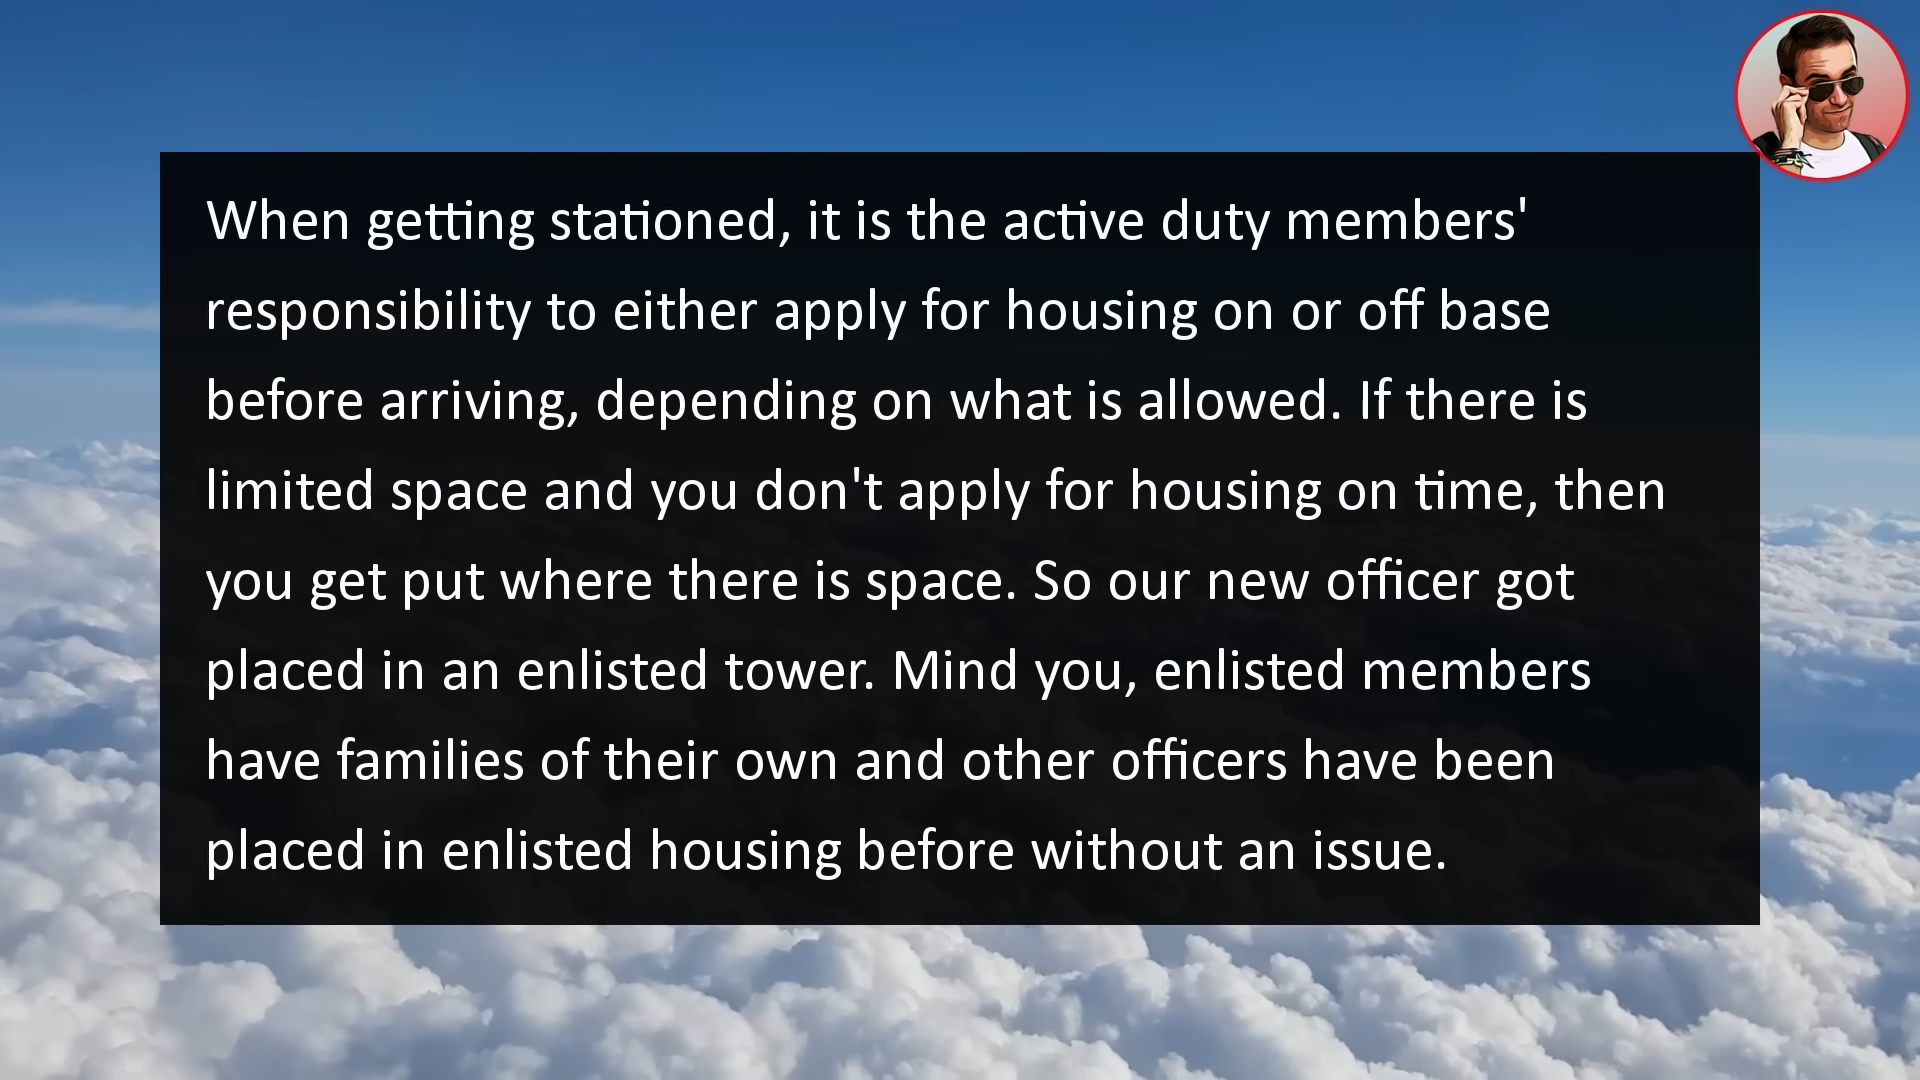 When getting stationed, it is the active duty members'
responsibility to either apply for housing on or off base
before arriving, depending on what is allowed. If there is
limited space and you don't apply for housing on time, then
you get put where there is space. So our new officer got
placed in an enlisted tower. Mind you, enlisted members
have families of their own and other officers have been
placed in enlisted housing before without an issue.